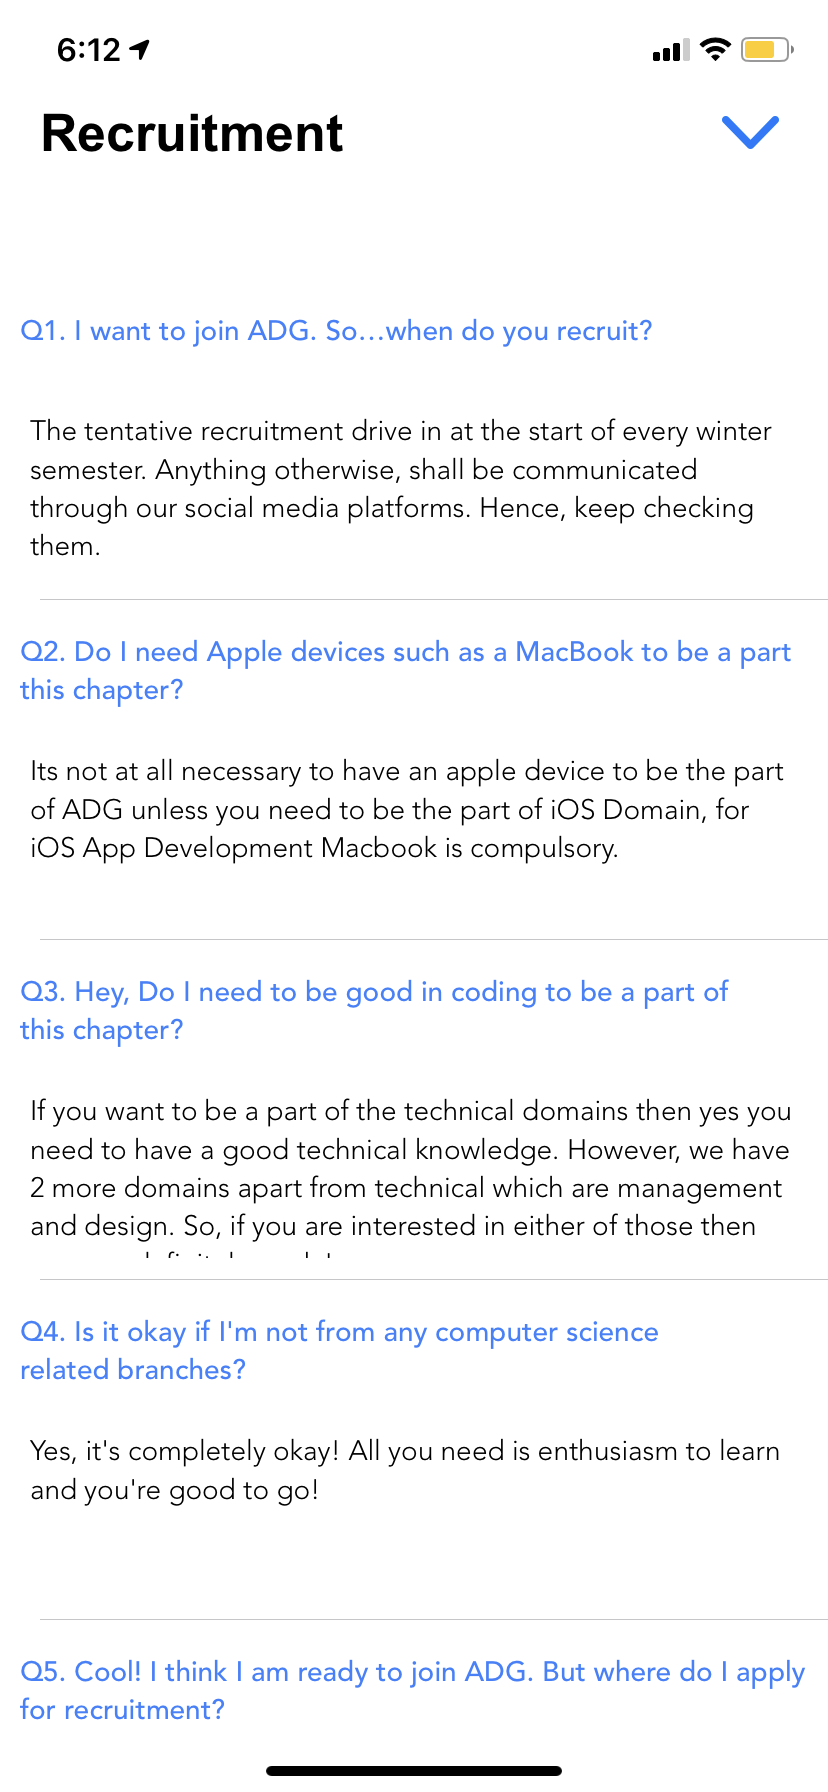 6:12
Recruitment
Q1. I want to join ADG. So...when do you recruit?
The tentative recruitment drive in at the start of every winter
semester. Anything otherwise, shall be communicated
through our social media platforms. Hence, keep checking
them.
Q2. Do I need Apple devices such as a MacBook to be a part
this chapter?
Its not at all necessary to have an apple device to be the part
of ADG unless you need to be the part of iOS Domain, for
iOS App Development Macbook is compulsory.
Q3. Hey, Do I need to be good in coding to be a part of
this chapter?
If you want to be a part of the technical domains then yes you
need to have a good technical knowledge. However, we have
2 more domains apart from technical which are management
and design. So, if you are interested in either of those then
Q4. Is it okay if I'm not from any computer science
related branches?
Yes, it's completely okay! All you need is enthusiasm to learn
and you're good to go!
Q5. Cool! I think I am ready to join ADG. But where do I apply
for recruitment?